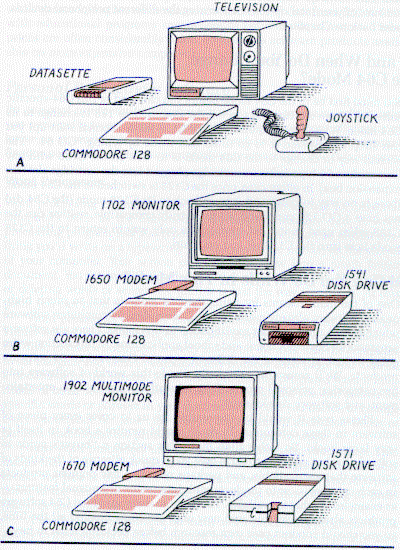 TELEVISION
DATASETTE
JOYSTICK
COMMODORE 128
A
1702 MONITOR
1650 MODEM
1541
DISK DRIVE
COMMODORE 128
B
1902 MULTIMODE
MONITOR
1670 MODEM
1571
DISK DRIVE
COMMODORE 128
C